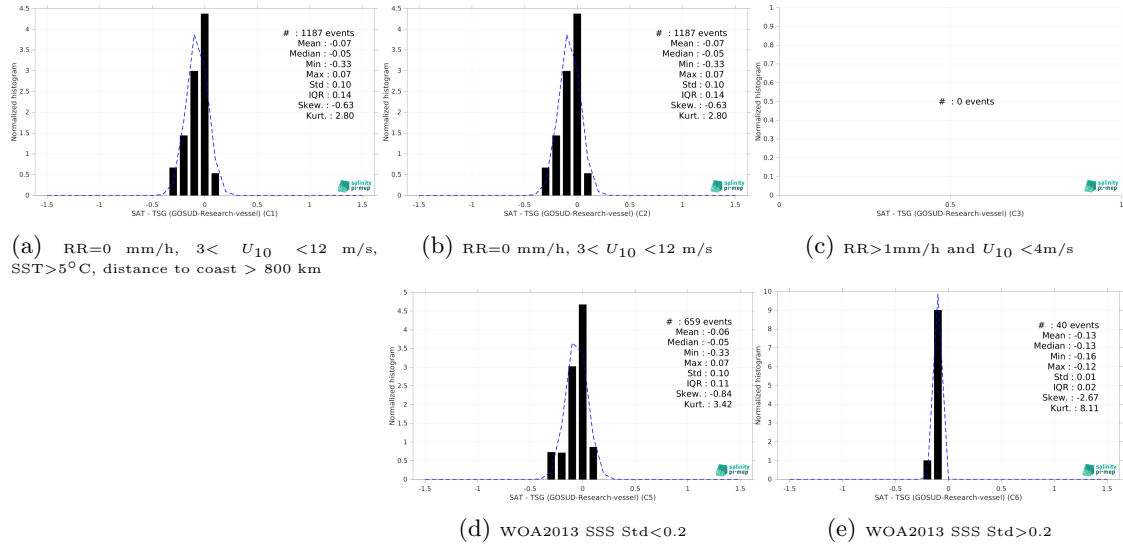 4.5
4
3.5
3
2.5
2
1.5
1
0.5
0
Normalized histogram
# : 1187 events
Mean : -0.07
Median : -0.05
Min : -0.33
Max : 0.07
Std : 0.10
IQR : 0.14
Skew. : -0.63
Kurt. : 2.80
salinity
pi-mep
-1.5 -1 -0.5 0 0.5 1 1.5
SAT - TSG (GOSUD-Research-vessel) (C1)
(a) RR=0 mm/h, 3< U10 <12 m/s,
SST>5°C, distance to coast > 800 km
4.5
4
3.5
3
2.5
2
1.5
1
0.5
0
Normalized histogram
# : 1187 events
Mean : -0.07
Median : -0.05
Min : -0.33
Max : 0.07
Std : 0.10
IQR : 0.14
Skew. : -0.63
Kurt. : 2.80
salinity
pi-mep
-1.5 -1 -0.5 0 0.5 1 1.5
SAT - TSG (GOSUD-Research-vessel) (C2)
(b) RR=0 mm/h, 3< U10 <12 m/s
1
0.9
0.8
0.7
0.6
0.5
0.4
0.3
0.2
0.1
0
Normalized histogram
# : 0 events
salinity
pi-mep
0 0.5 1
SAT - TSG (GOSUD-Research-vessel) (C3)
(c) RR>1mm/h and U10 <4m/s
5
4.5
4
3.5
3
2.5
2
1.5
1
0.5
0
Normalized histogram
# : 659 events
Mean : -0.06
Median : -0.05
Min : -0.33
Max : 0.07
Std : 0.10
IQR : 0.11
Skew. : -0.84
Kurt. : 3.42
salinity
pi-mep
-1.5 -1 -0.5 0 0.5 1 1.5
SAT - TSG (GOSUD-Research-vessel) (C5)
(d) WOA2013 SSS Std<0.2
10
9
8
7
6
5
4
3
2
1
0
Normalized histogram
# : 40 events
Mean : -0.13
Median : -0.13
Min : -0.16
Max : -0.12
Std : 0.01
IQR : 0.02
Skew. : -2.67
Kurt. : 8.11
salinity
pi-mep
-1.5 -1 -0.5 0 0.5 1 1.5
SAT - TSG (GOSUD-Research-vessel) (C6)
(e) WOA2013 SSS Std>0.2